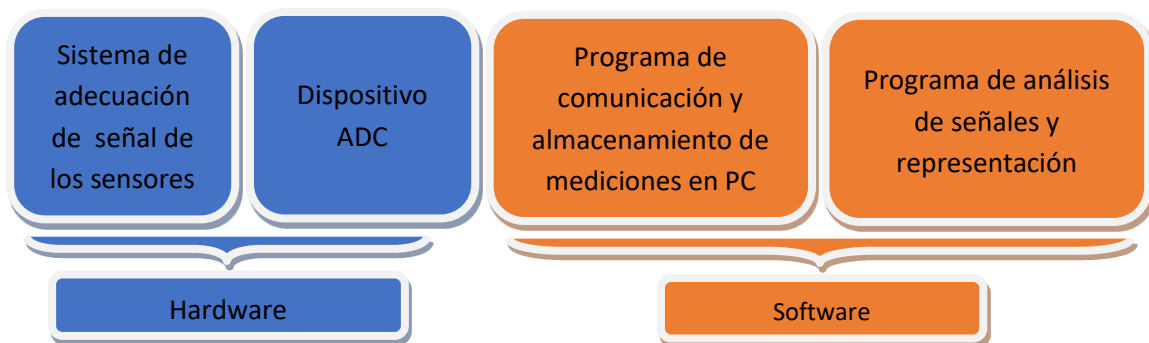 Sistema de
adecuación
de señal de
los sensores
Dispositivo
ADC
Programa de
comunicación y
almacenamiento de
mediciones en PC
Programa de análisis
de señales y
representación
Hardware
Software